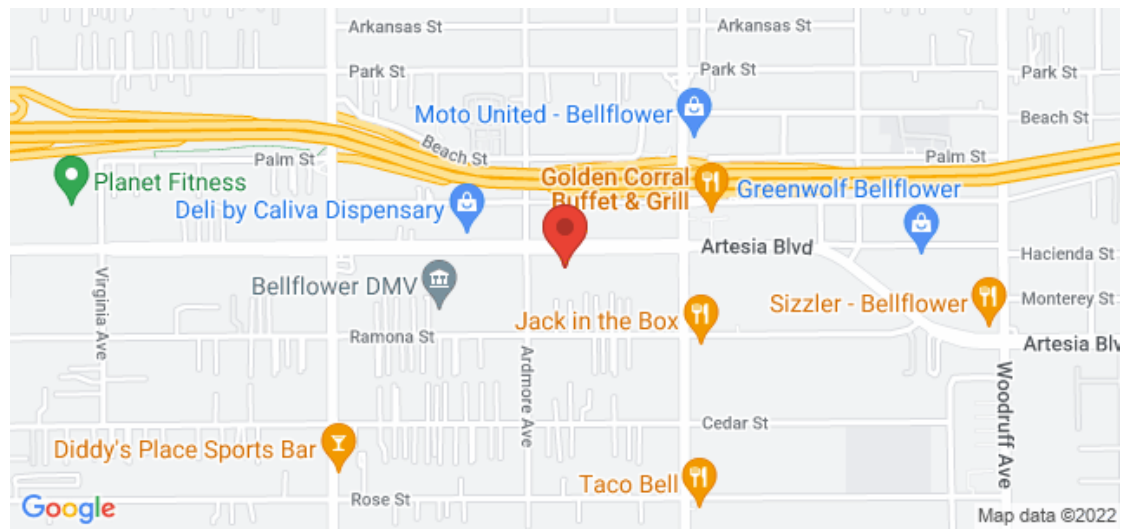 Arkansas St
Arkansas St
Park St
Park St
Park St
Moto United - Bellflower
Beach St
Beach St
Palm St
Palm St
Planet Fitness
Golden Corral
Buffet & Grill
Greenwolf Bellflower
Deli by Caliva Dispensary
Artesia Blvd
Hacienda St
Virginia Ave
Bellflower DMV
Monterey St
Sizzler - Bellflower
Jack in the Box
Ramona St
Artesia Blv
Ardmore Ave
Woodruff Ave
Cedar St
Diddy's Place Sports Bar
Taco Bell
Rose St
Google
Map data ©2022